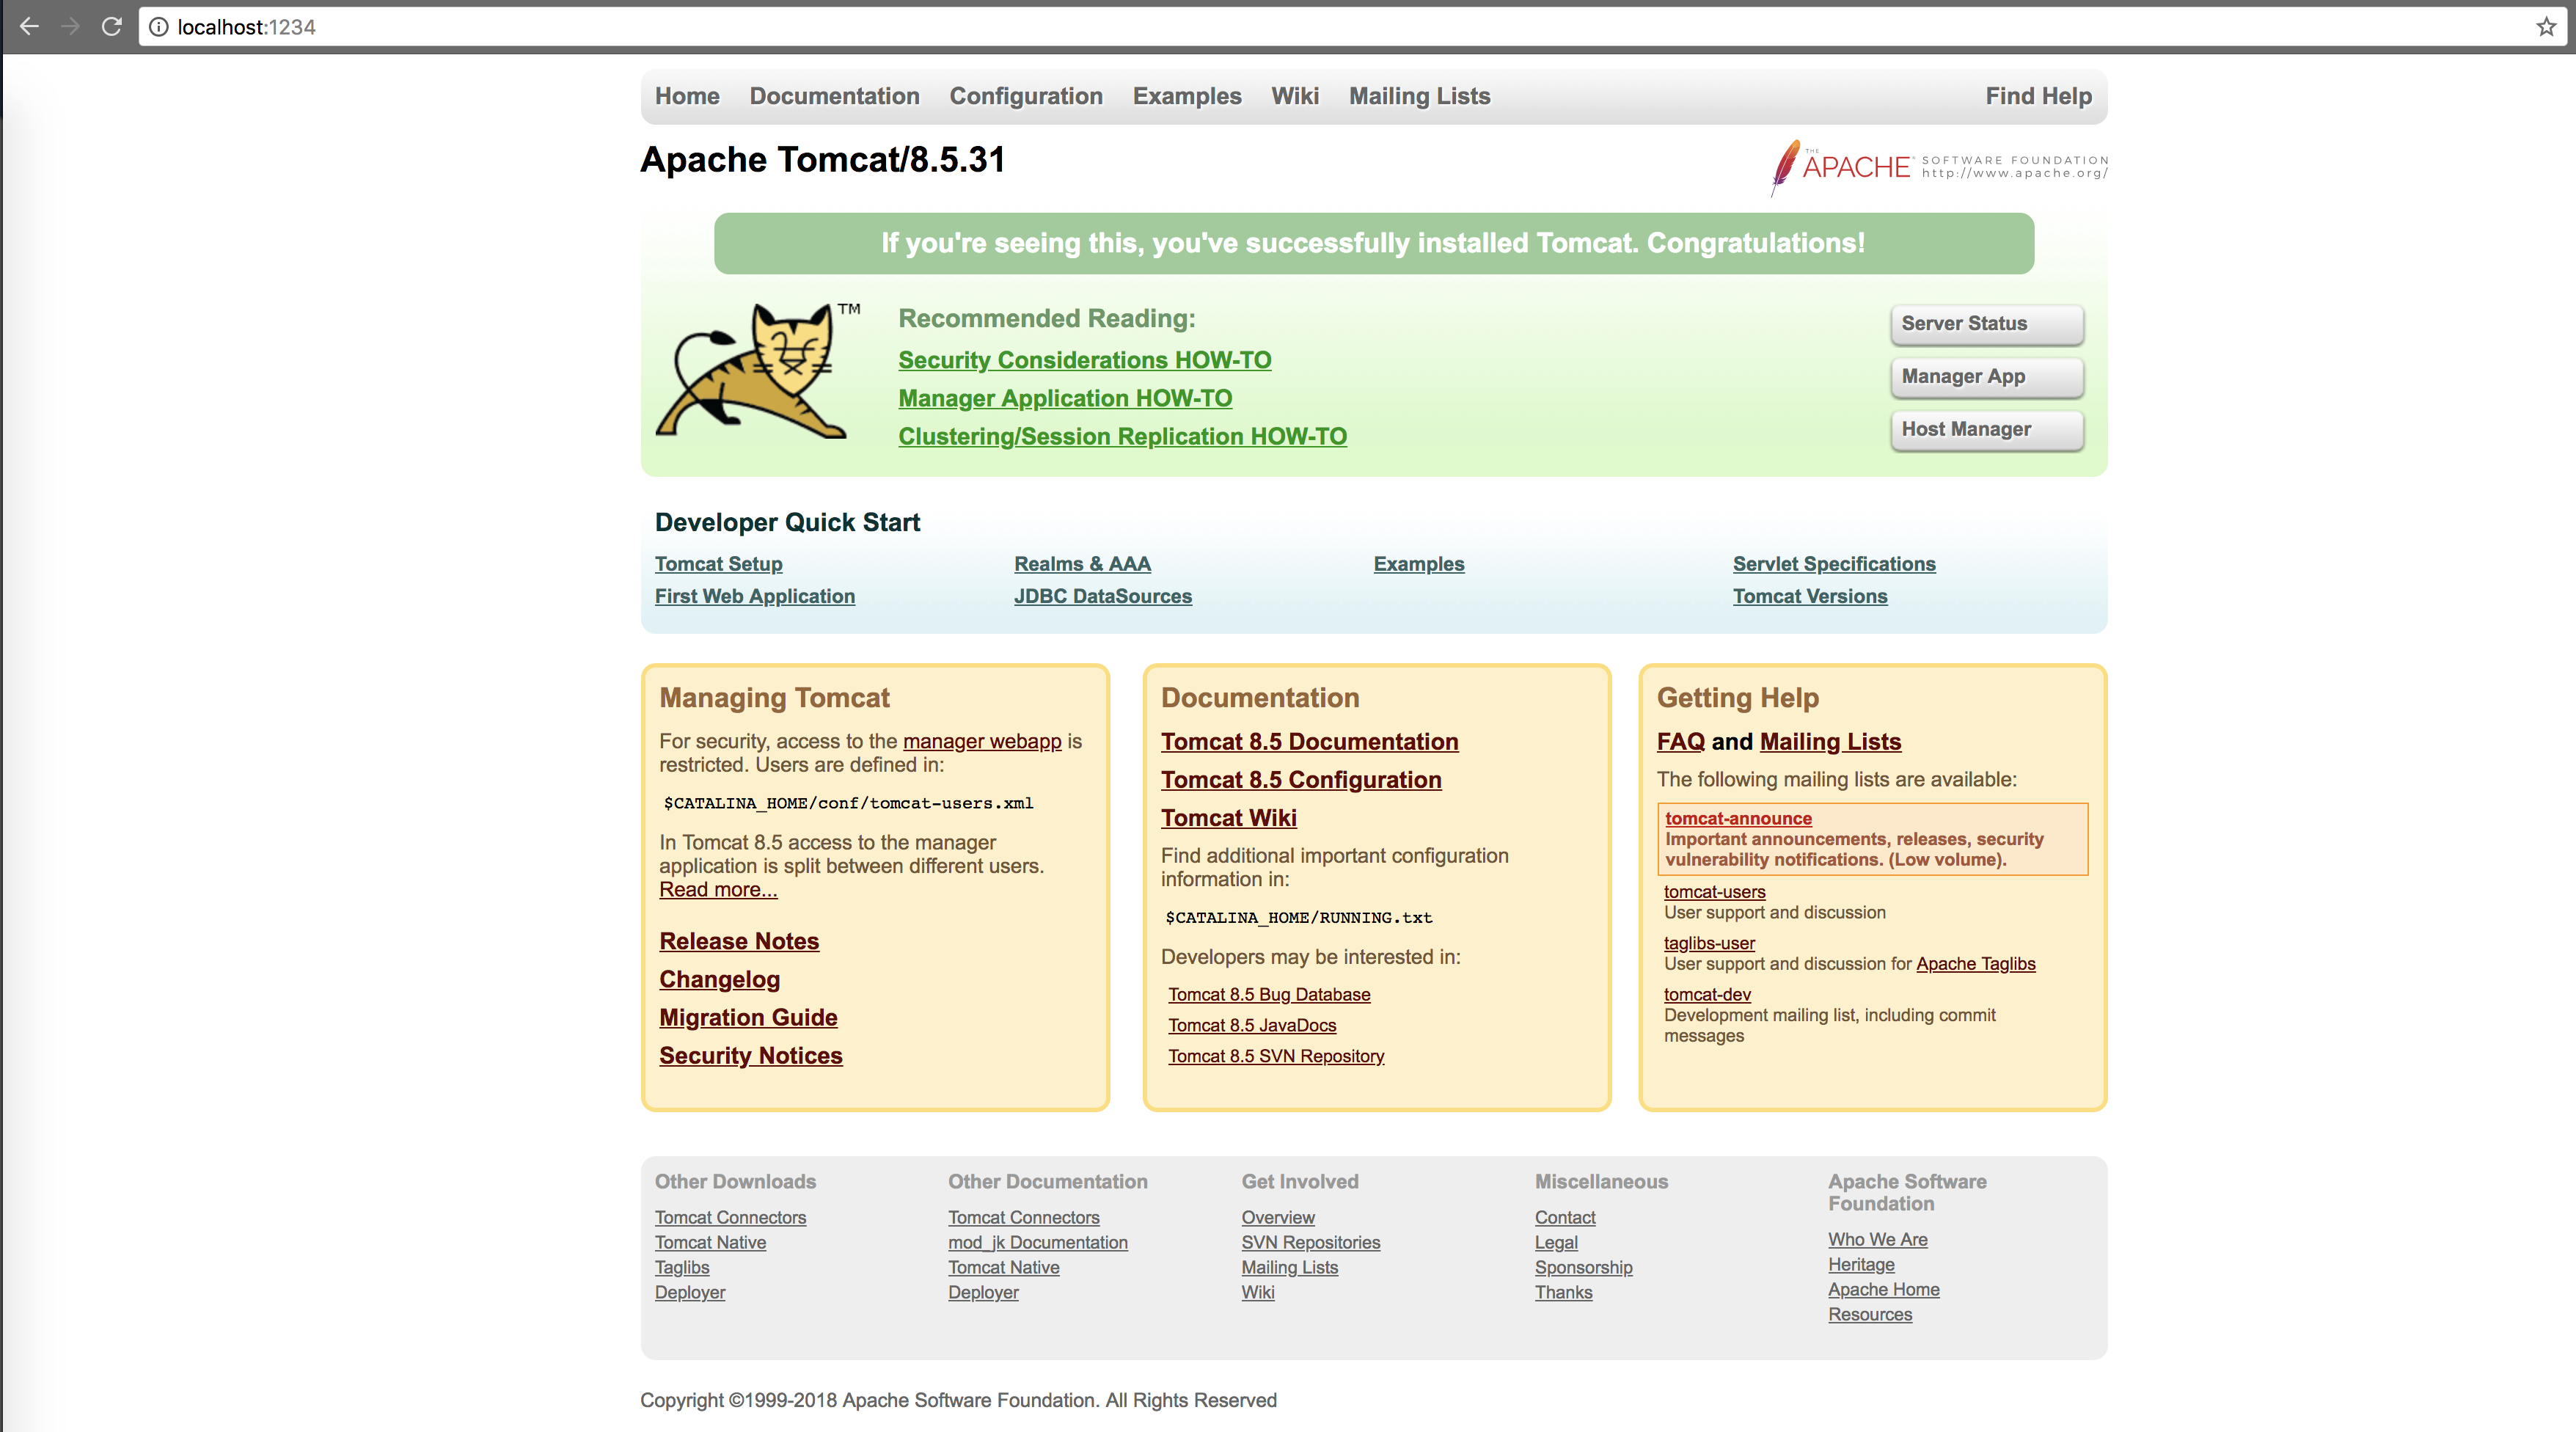 localhost:1234
Home Documentation Configuration Examples Wiki Mailing Lists Find Help
Apache Tomcat/8.5.31
THE APACHE® SOFTWARE FOUNDATION
http://www.apache.org/
If you're seeing this, you've successfully installed Tomcat. Congratulations!
TM
Recommended Reading:
Security Considerations HOW-TO
Manager Application HOW-TO
Clustering/Session Replication HOW-TO
Server Status
Manager App
Host Manager
Developer Quick Start
Tomcat Setup
First Web Application
Realms & AAA
JDBC DataSources
Examples
Servlet Specifications
Tomcat Versions
Managing Tomcat
For security, access to the manager webapp is
restricted. Users are defined in:
$CATALINA_HOME/conf/tomcat-users.xml
In Tomcat 8.5 access to the manager
application is split between different users.
Read more...
Release Notes
Changelog
Migration Guide
Security Notices
Documentation
Tomcat 8.5 Documentation
Tomcat 8.5 Configuration
Tomcat Wiki
Find additional important configuration
information in:
$CATALINA_HOME/RUNNING.txt
Developers may be interested in:
Tomcat 8.5 Bug Database
Tomcat 8.5 JavaDocs
Tomcat 8.5 SVN Repository
Getting Help
FAQ and Mailing Lists
The following mailing lists are available:
tomcat-announce
Important announcements, releases, security
vulnerability notifications. (Low volume).
tomcat-users
User support and discussion
taglibs-user
User support and discussion for Apache Taglibs
tomcat-dev
Development mailing list, including commit
messages
Other Downloads
Tomcat Connectors
Tomcat Native
Taglibs
Deployer
Other Documentation
Tomcat Connectors
mod_jk Documentation
Tomcat Native
Deployer
Get Involved
Overview
SVN Repositories
Mailing Lists
Wiki
Miscellaneous
Contact
Legal
Sponsorship
Thanks
Apache Software
Foundation
Who We Are
Heritage
Apache Home
Resources
Copyright ©1999-2018 Apache Software Foundation. All Rights Reserved